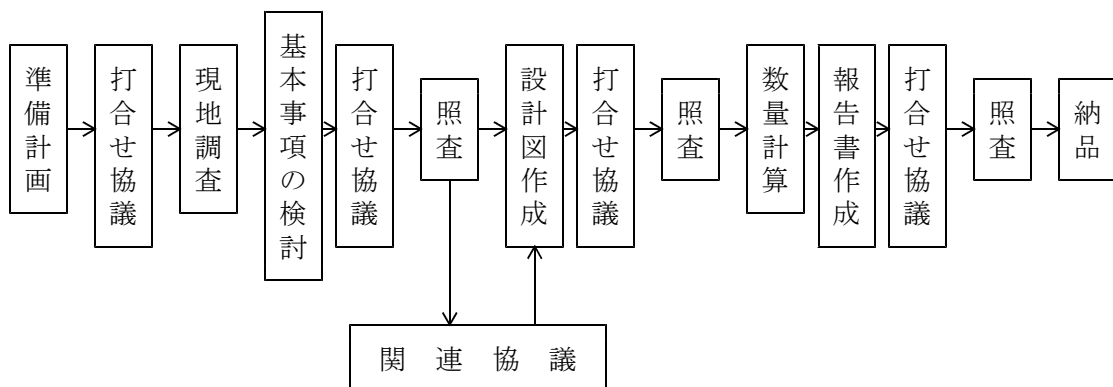 準備計画
打合せ協議
現地調査
基本事項の検討
打合せ協議
照査
設計図作成
打合せ協議
照査
数量計算
報告書作成
打合せ協議
照査
納品
関連協議